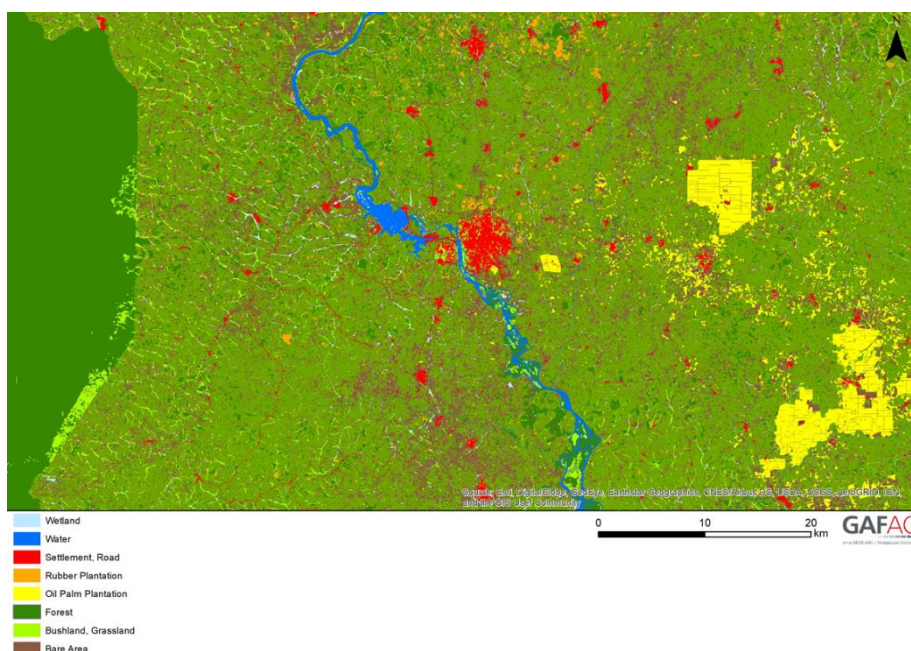 N
Source: Esri, DigitalGlobe, GeoEye, Earthstar Geographics, CNES/Airbus DS, USDA, USGS, AeroGRID, IGN,
and the GIS User Community
0 10 20
km
GAFAG
Wetland
Water
Settlement, Road
Rubber Plantation
Oil Palm Plantation
Forest
Bushland, Grassland
Bare Area